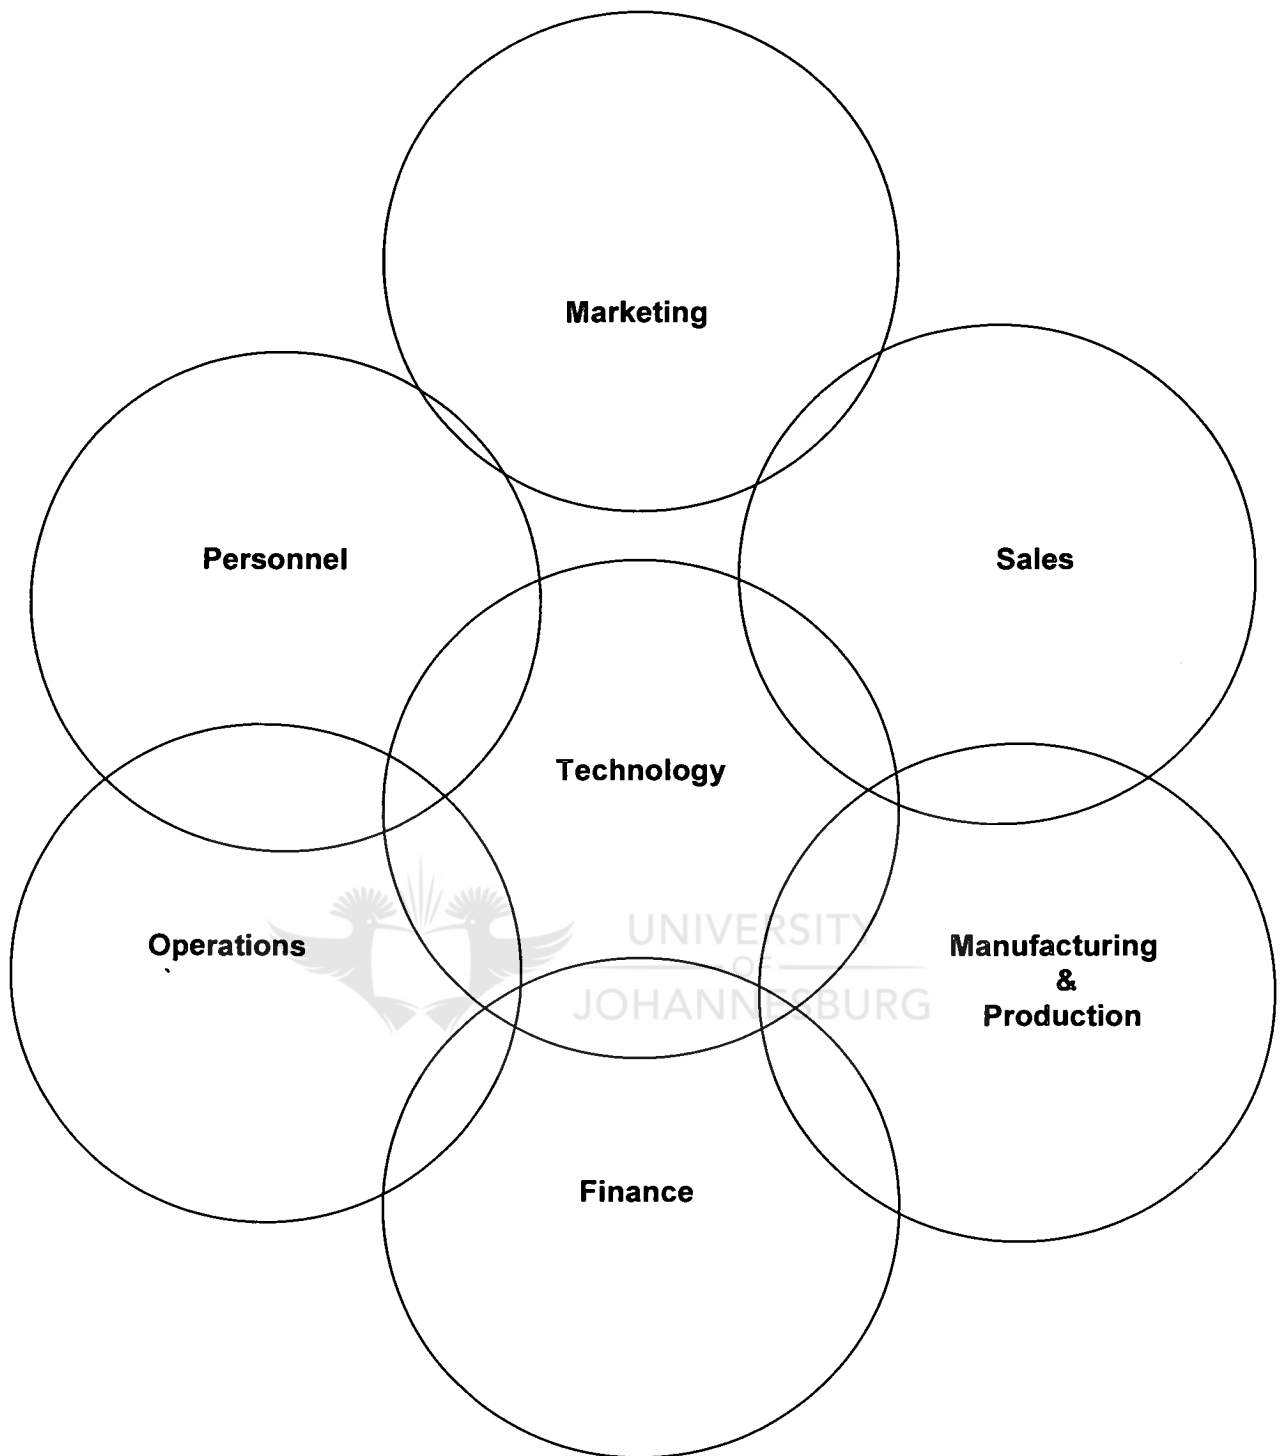 Marketing
Personnel
Sales
Technology
Operations
Manufacturing
&
Production
UNIVERSITY
OF
JOHANNESBURG
Finance